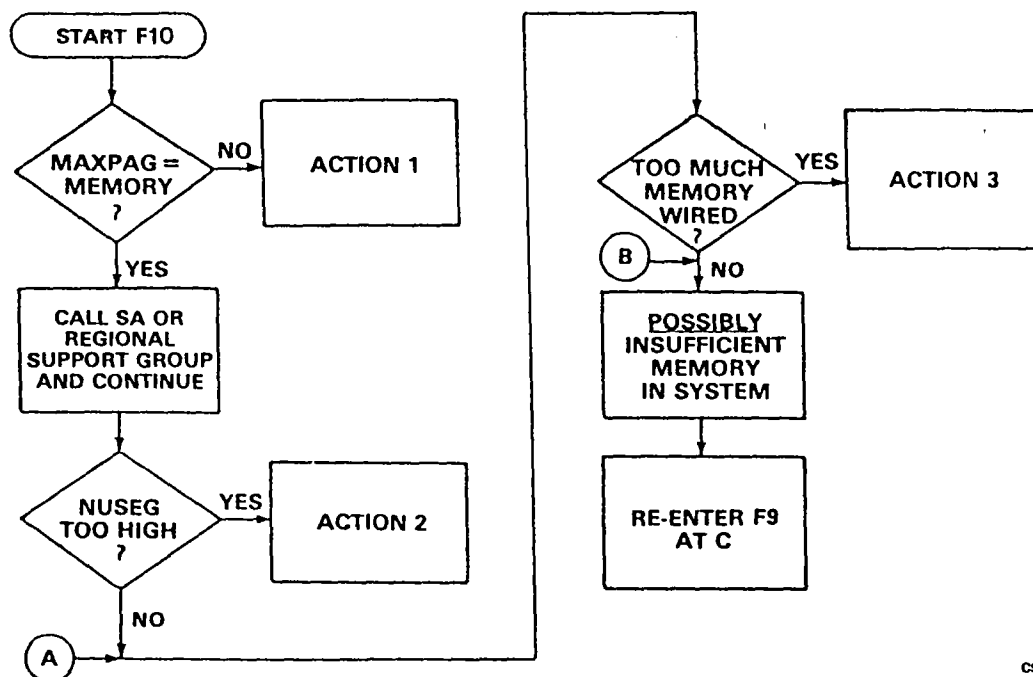 START F10
MAXPAG =
MEMORY
?
NO
ACTION 1
YES
CALL SA OR
REGIONAL
SUPPORT GROUP
AND CONTINUE
NUSEG
TOO HIGH
?
YES
ACTION 2
NO
A
TOO MUCH
MEMORY
WIRED
?
YES
ACTION 3
B
NO
POSSIBLY
INSUFFICIENT
MEMORY
IN SYSTEM
RE-ENTER F9
AT C